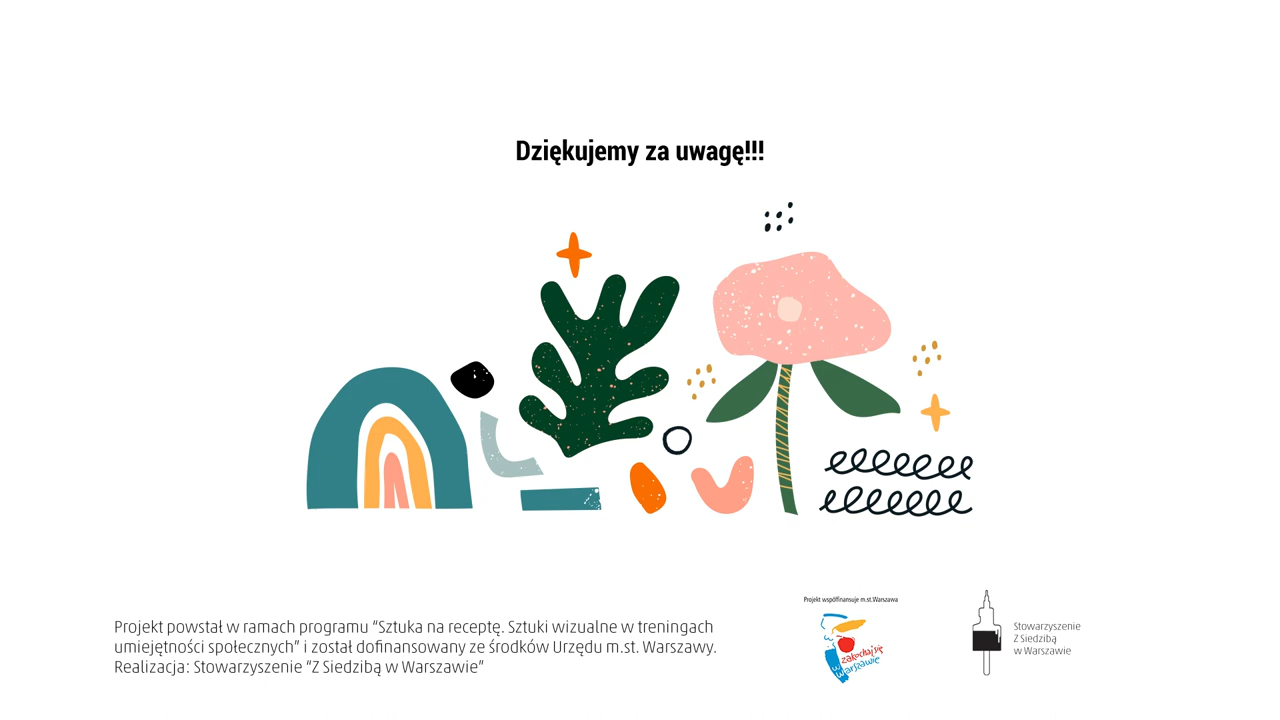 Dziękujemy za uwagę!!!
Projekt powstał w ramach programu “Sztuka na receptę. Sztuki wizualne w treningach
umiejętności społecznych” i został dofinansowany ze środków Urzędu m.st. Warszawy.
Realizacja: Stowarzyszenie “Z Siedzibą w Warszawie”
Projekt współfinansuje m.st.Warszawa
zakochaj się
w Warszawie
Stowarzyszenie
Z Siedzibą
w Warszawie